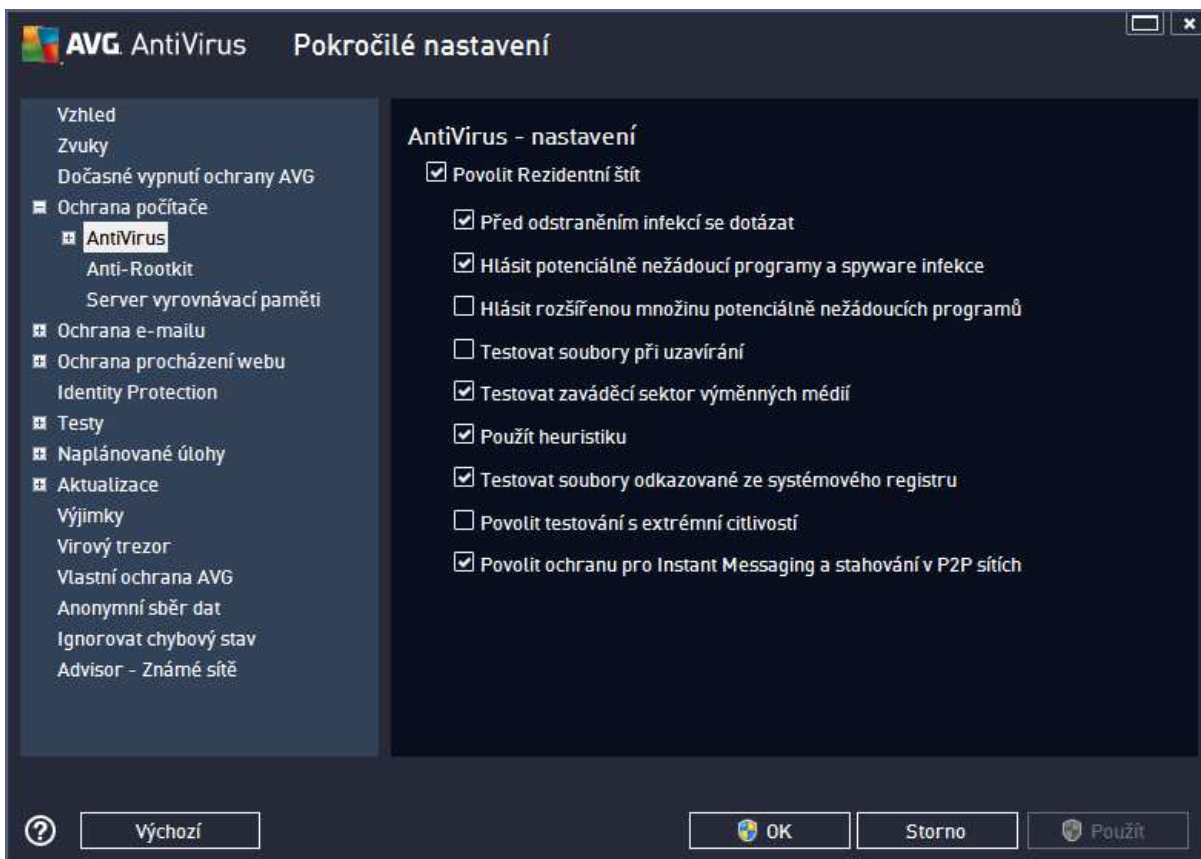 AVG AntiVirus Pokročilé nastavení
Vzhled
Zvuky
Dočasné vypnutí ochrany AVG
Ochrana počítače
AntiVirus
Anti-Rootkit
Server vyrovnávací paměti
Ochrana e-mailu
Ochrana procházení webu
Identity Protection
Testy
Naplánované úlohy
Aktualizace
Výjimky
Virový trezor
Vlastní ochrana AVG
Anonymní sběr dat
Ignorovat chybový stav
Advisor - Známé sítě
AntiVirus - nastavení
Povolit Rezidentní štít
Před odstraněním infekcí se dotázat
Hlásit potenciálně nežádoucí programy a spyware infekce
Hlásit rozšířenou množinu potenciálně nežádoucích programů
Testovat soubory při uzavírání
Testovat zaváděcí sektor výměnných médií
Použít heuristiku
Testovat soubory odkazované ze systémového registru
Povolit testování s extrémní citlivostí
Povolit ochranu pro Instant Messaging a stahování v P2P sítích
? Výchozí OK Storno Použít